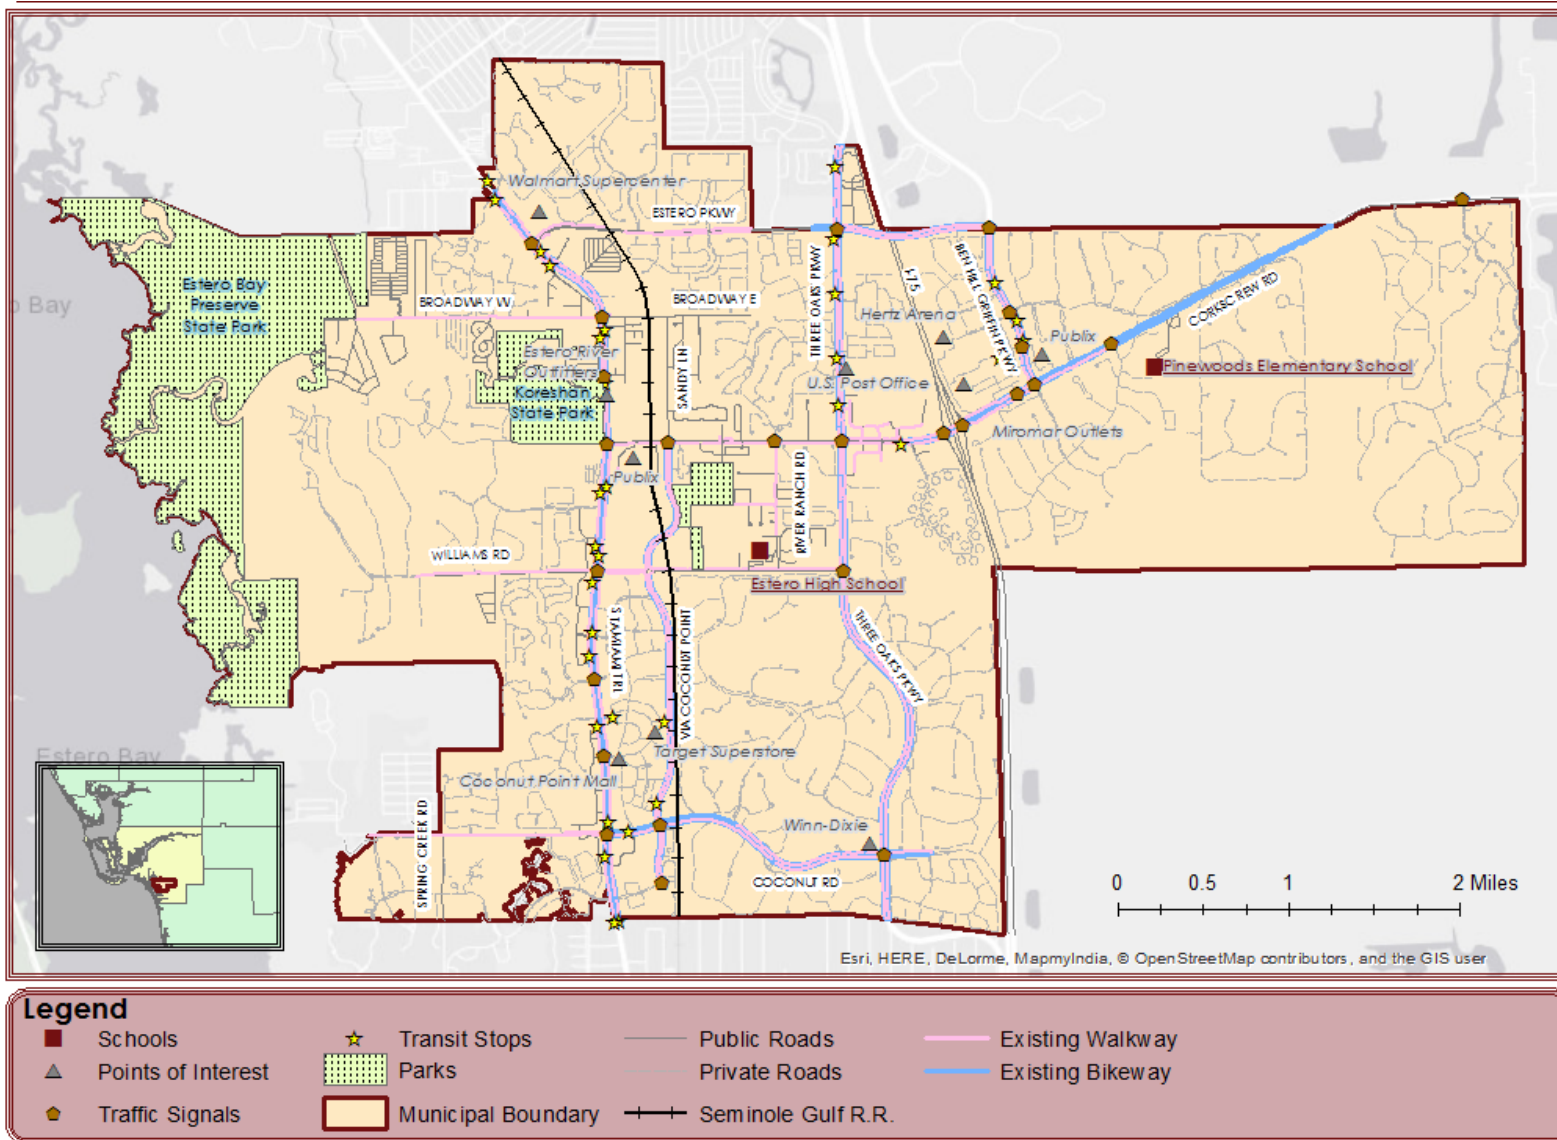 Walmart Supercenter
ESTERO PKWY
Estero Bay
Preserve
State Park
o Bay
BROADWAY W
BROADWAY E
THREE OAKS PKWY
I-75
BEN HILL GRIFFIN PKWY
CORKSCREW RD
Hertz Arena
Publix
Estero River
Outfitters
Koreshan
State Park
SANDY LN
U.S. Post Office
Pinewoods Elementary School
Miromar Outlets
Publix
RIVER RANCH RD
WILLIAMS RD
Estero High School
S TAMIAMI TRL
VIA COCONUT POINT
THREE OAKS PKWY
Estero Bay
Target Superstore
Coconut Point Mall
SPRING CREEK RD
Winn-Dixie
COCONUT RD
0 0.5 1 2 Miles
Esri, HERE, DeLorme, MapmyIndia, © OpenStreetMap contributors, and the GIS user
Legend
Schools
Transit Stops
Public Roads
Existing Walkway
Points of Interest
Parks
Private Roads
Existing Bikeway
Traffic Signals
Municipal Boundary
Seminole Gulf R.R.